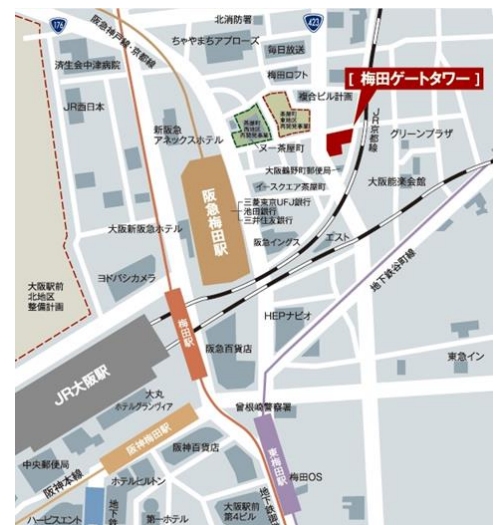 176
阪急神戸線・京都線
北消防署
423
ちゃやまちアプローズ
毎日放送
済生会中津病院
梅田ロフト
[ 梅田ゲートタワー ]
複合ビル計画
JR西日本
新阪急
アネックスホテル
ヌー茶屋町
JR京都線
グリーンプラザ
大阪鶴野町郵便局
イースクエア茶屋町
大阪能楽会館
阪急梅田駅
三菱東京UFJ銀行
池田銀行
三井住友銀行
大阪新阪急ホテル
阪急イングス
エスト
地下鉄谷町線
ヨドバシカメラ
大阪駅前
北地区
整備計画
梅田駅
HEPナビオ
JR大阪駅
阪急百貨店
東急イン
大丸
ホテルグランヴィア
曽根崎警察署
阪神梅田駅
阪神百貨店
東梅田駅
中央郵便局
阪神本線
ホテルヒルトン
梅田OS
ハービスエント
地下鉄
第一ホテル
大阪駅前
第4ビル
地下鉄御